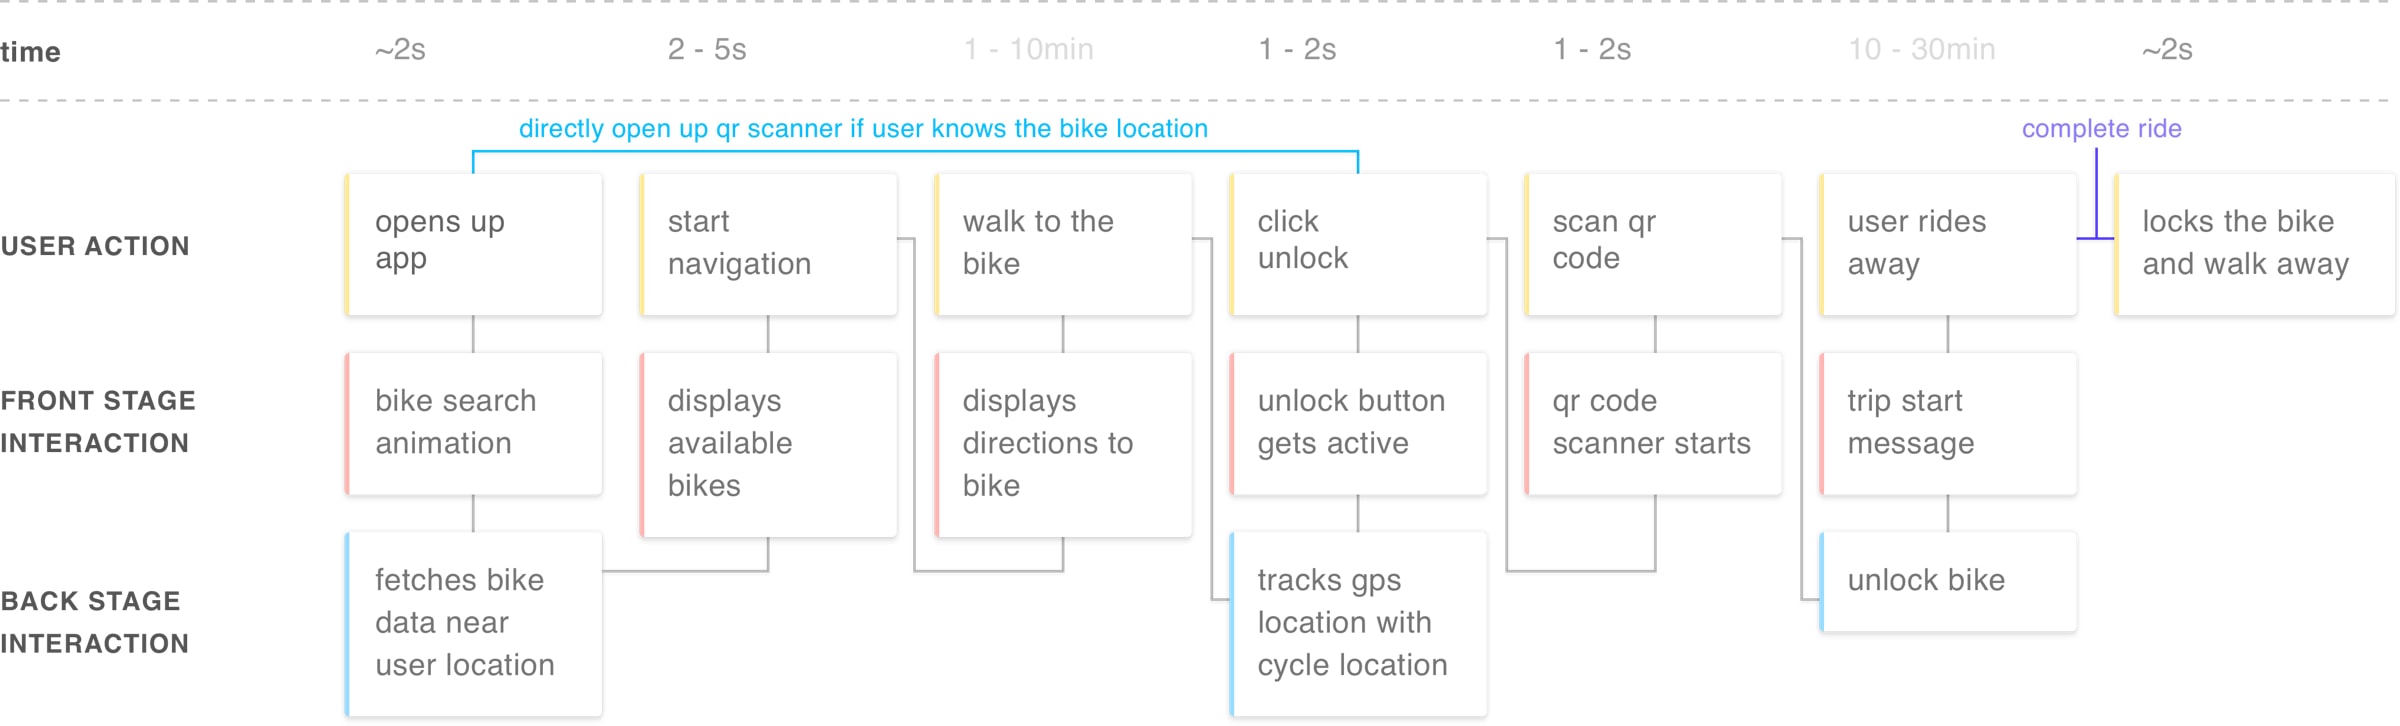 time
~2s
2 - 5s
1 - 10min
1 - 2s
1 - 2s
10 - 30min
~2s
directly open up qr scanner if user knows the bike location
complete ride
USER ACTION
opens up
app
start
navigation
walk to the
bike
click
unlock
scan qr
code
user rides
away
locks the bike
and walk away
FRONT STAGE
INTERACTION
bike search
animation
displays
available
bikes
displays
directions to
bike
unlock button
gets active
qr code
scanner starts
trip start
message
BACK STAGE
INTERACTION
fetches bike
data near
user location
tracks gps
location with
cycle location
unlock bike